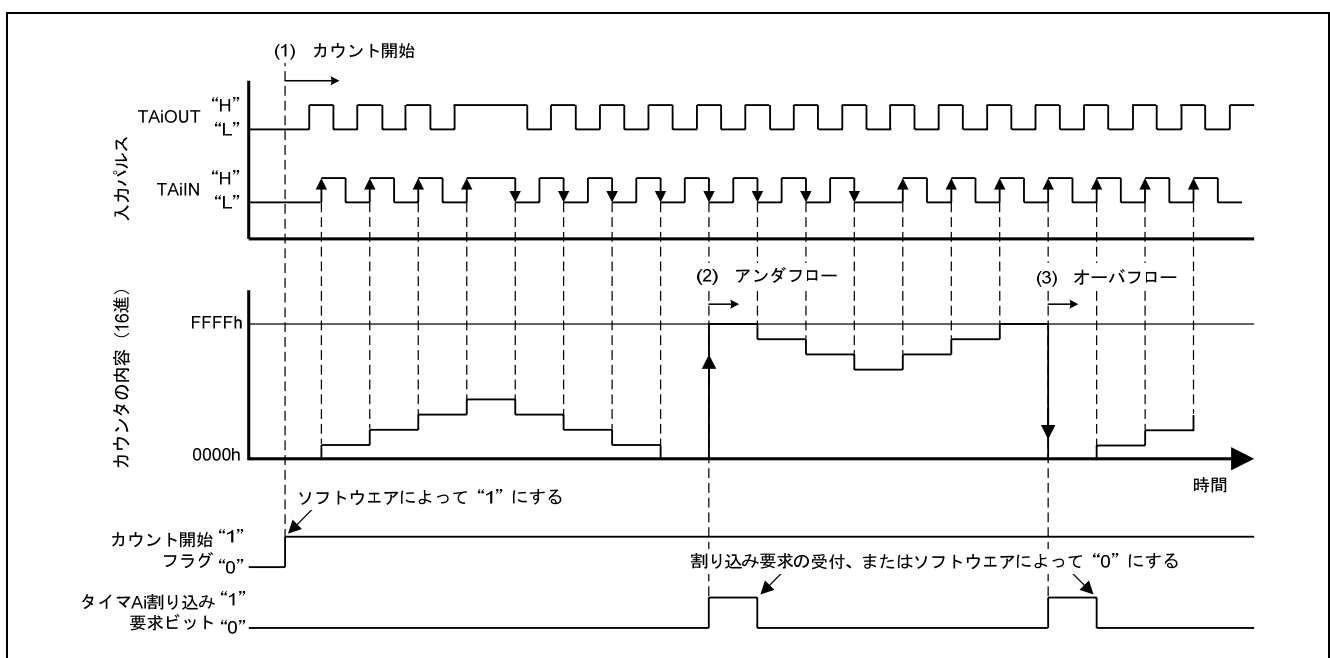 (1) カウント開始
TAiOUT “H”
“L”
入力パルス
TAiIN “H”
“L”
(2) アンダフロー
(3) オーバフロー
カウンタの内容（16進）
FFFFh
0000h
時間
ソフトウエアによって“1”にする
カウント開始“1”
フラグ“0”
割り込み要求の受付、またはソフトウエアによって“0”にする
タイマAi割り込み“1”
要求ビット“0”